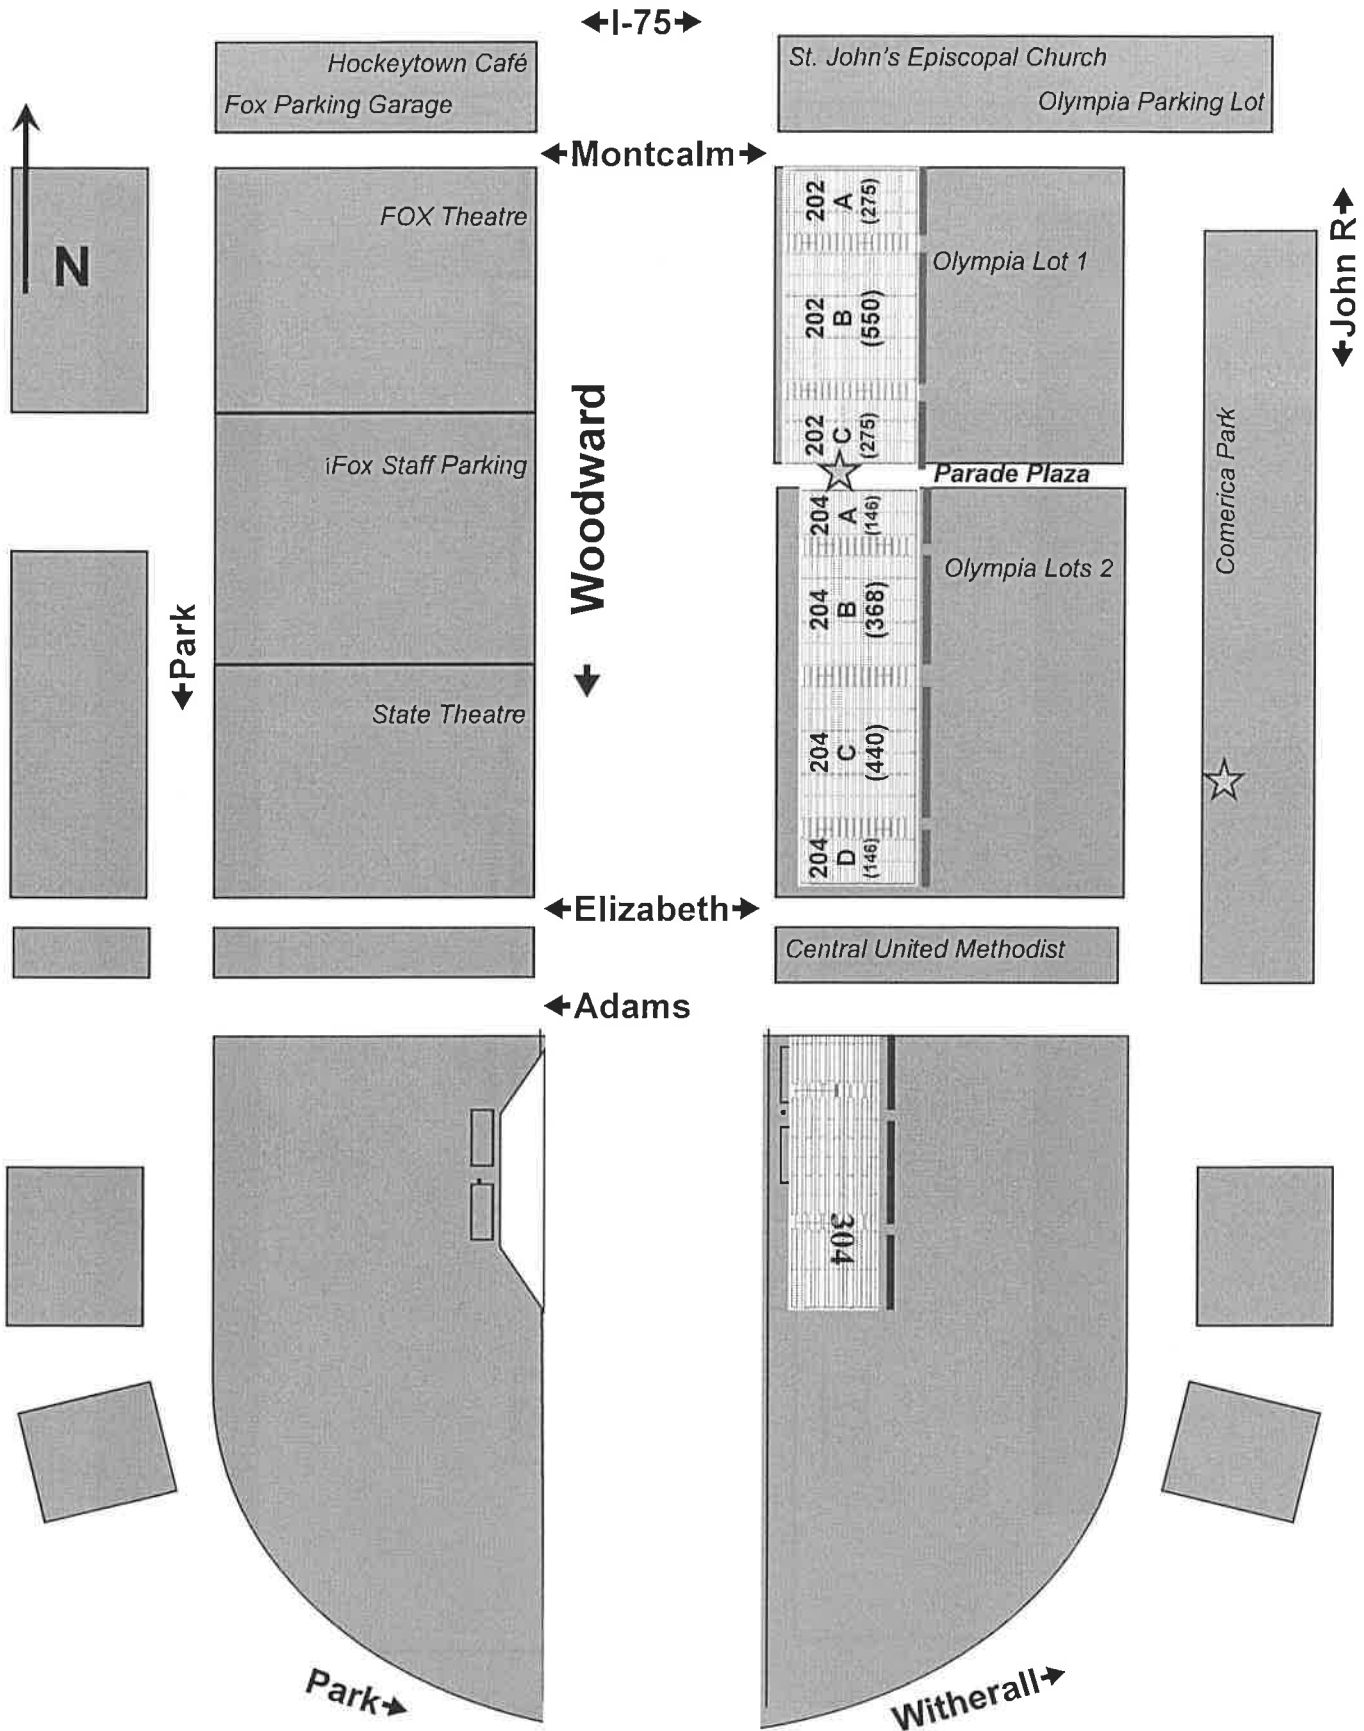 I-75
Hockeytown Café
Fox Parking Garage
St. John's Episcopal Church
Olympia Parking Lot
Montcalm
N
FOX Theatre
202
A
(275)
Olympia Lot 1
John R
202
B
(550)
Woodward
202
C
(275)
Comerica Park
iFox Staff Parking
Parade Plaza
204
A
(146)
Olympia Lots 2
204
B
(368)
Park
State Theatre
204
C
(440)
204
D
(146)
Elizabeth
Central United Methodist
Adams
304
Park
Witherall